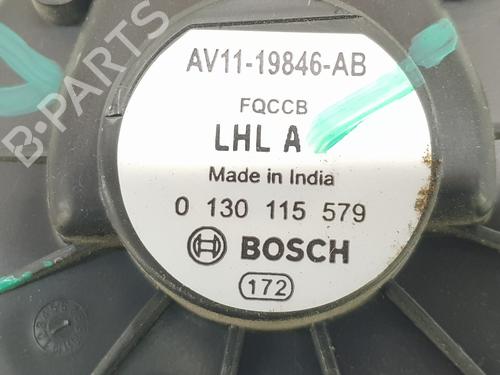 AV11-19846-AB
FQCCB
LHL A
Made in India
0 130 115 579
BOSCH
172
B-PARTS